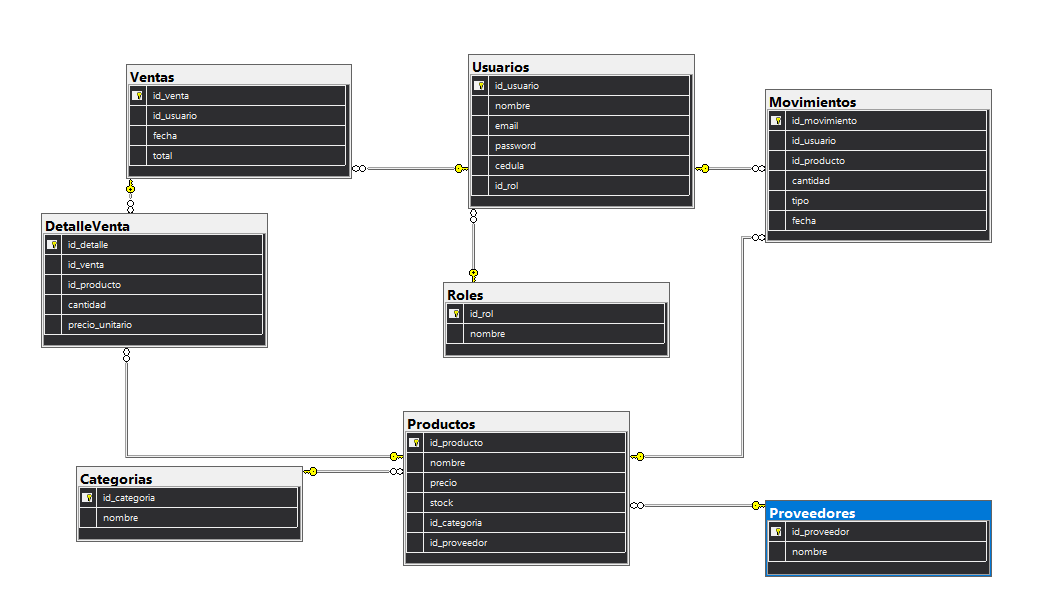 Ventas
id_venta
id_usuario
fecha
total
Usuarios
id_usuario
nombre
email
password
cedula
id_rol
Movimientos
id_movimiento
id_usuario
id_producto
cantidad
tipo
fecha
DetalleVenta
id_detalle
id_venta
id_producto
cantidad
precio_unitario
Roles
id_rol
nombre
Productos
id_producto
nombre
precio
stock
id_categoria
id_proveedor
Categorias
id_categoria
nombre
Proveedores
id_proveedor
nombre